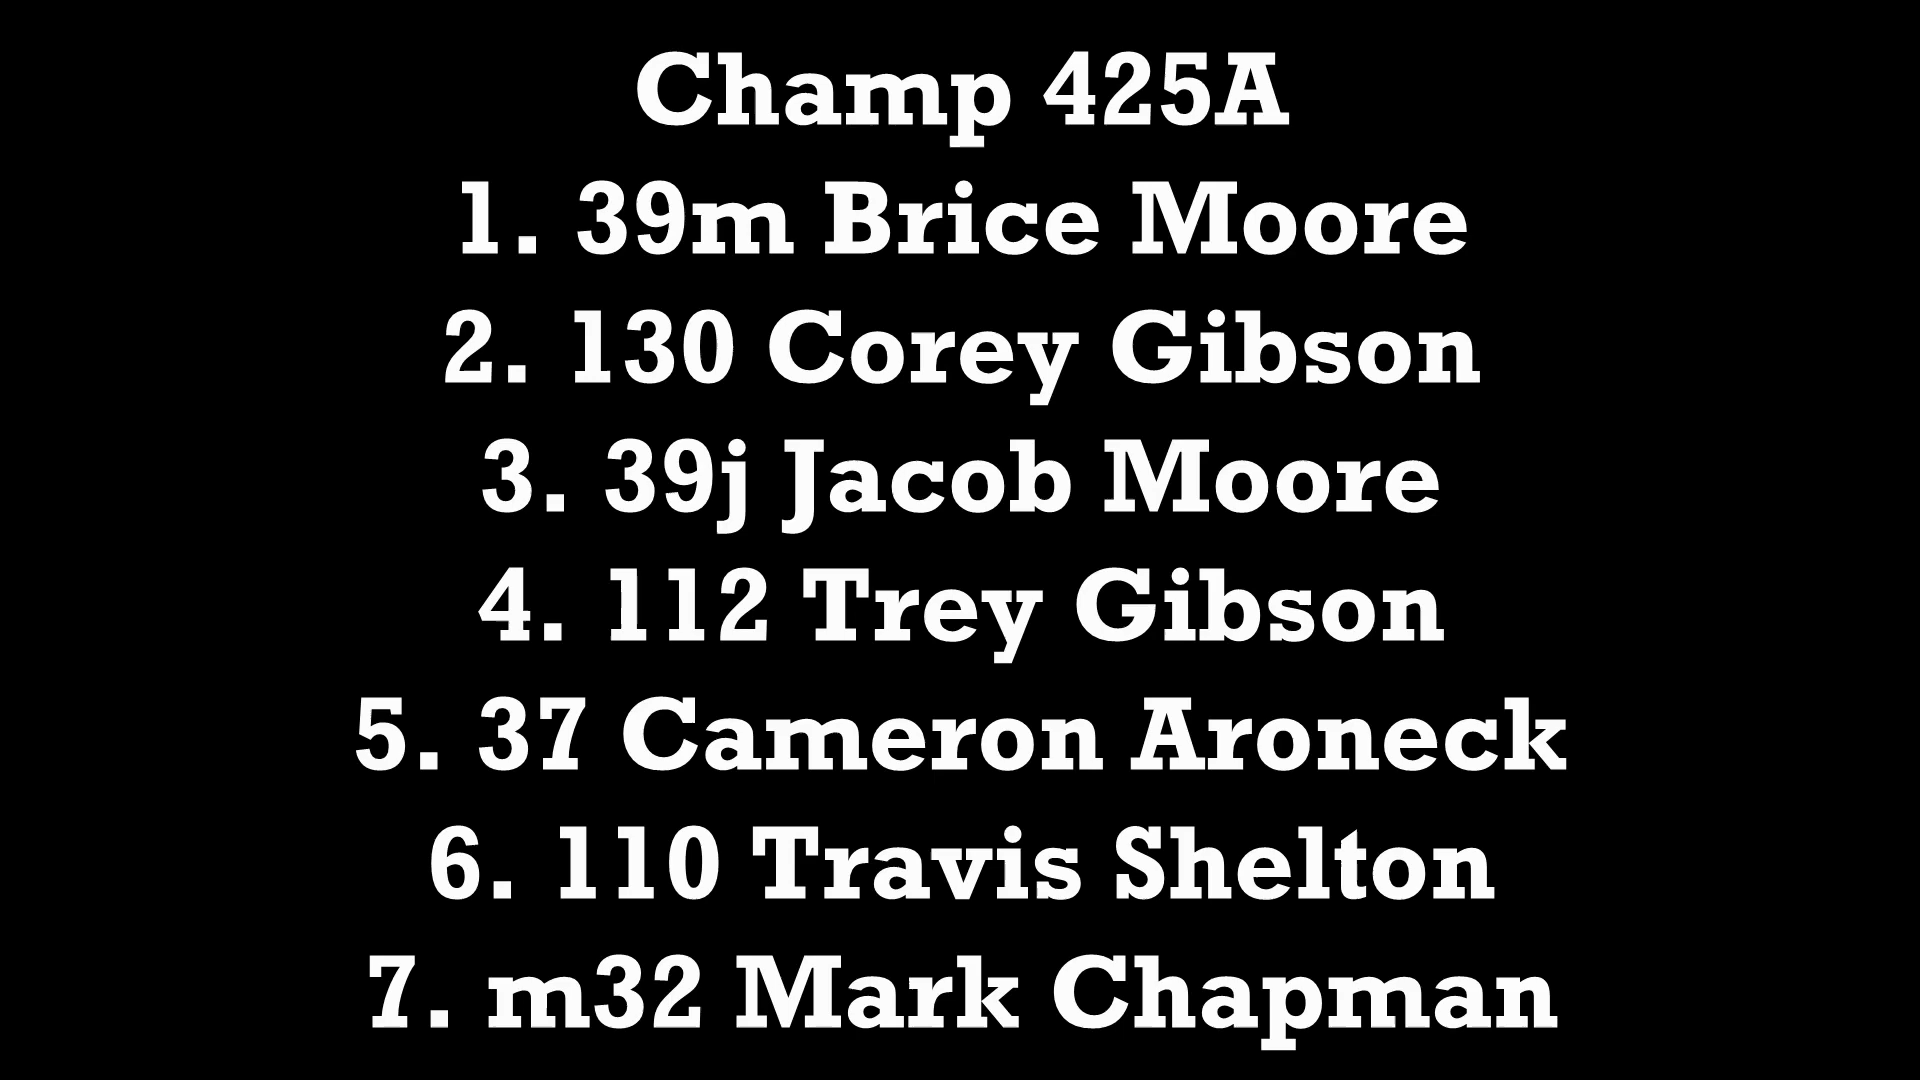 Champ 425A
1. 39m Brice Moore
2. 130 Corey Gibson
3. 39j Jacob Moore
4. 112 Trey Gibson
5. 37 Cameron Aroneck
6. 110 Travis Shelton
7. m32 Mark Chapman